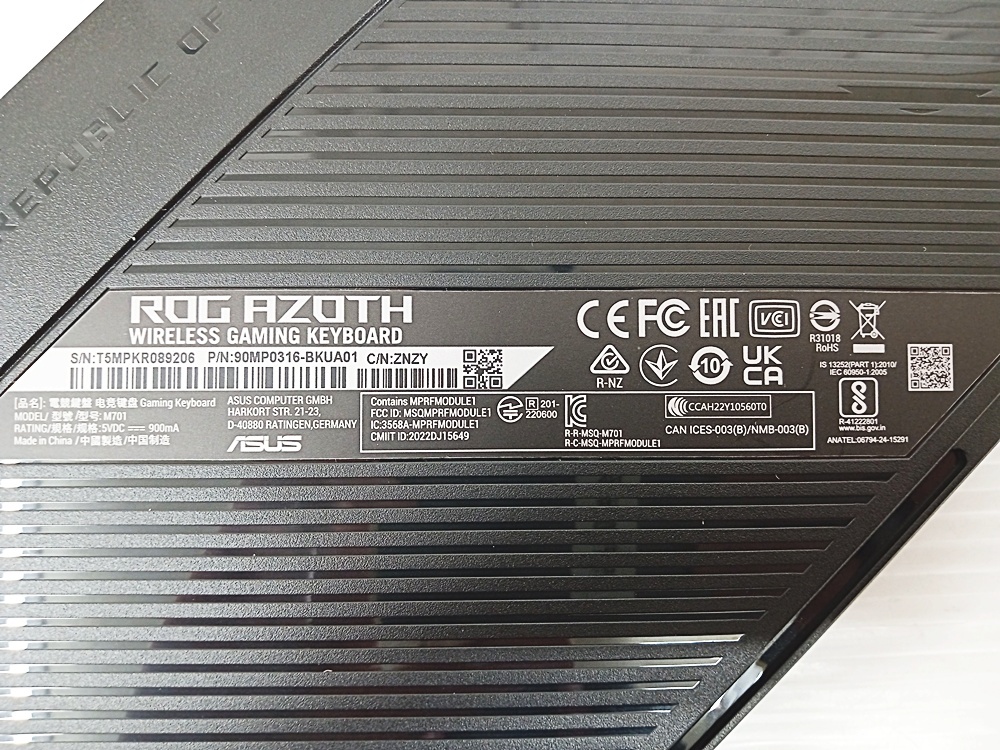 REPUBLIC OF
ROG AZOTH
WIRELESS GAMING KEYBOARD
S/N:T5MPKR089206 P/N:90MP0316-BKUA01 C/N:ZNZY
[品名]: 電競鍵盤 电竞键盘 Gaming Keyboard
MODEL/ 型號/型号: M701
RATING/規格/规格: 5VDC ⎓ 900mA
Made in China / 中國製造/中国制造
ASUS COMPUTER GMBH
HARKORT STR. 21-23,
D-40880 RATINGEN,GERMANY
ASUS
Contains MPRFMODULE1
FCC ID: MSQMPRFMODULE1
IC:3568A-MPRFMODULE1
CMIIT ID:2022DJ15649
R 201-
220600
R-R-MSQ-M701
R-C-MSQ-MPRFMODULE1
CCAH22Y10560T0
CAN ICES-003(B)/NMB-003(B)
CE FC EAC VCI
R31018
RoHS
R-NZ
10
UK
CA
IS 13252(PART 1):2010/
IEC 60950-1:2005
R-41222801
www.bis.gov.in
ANATEL:06794-24-15291